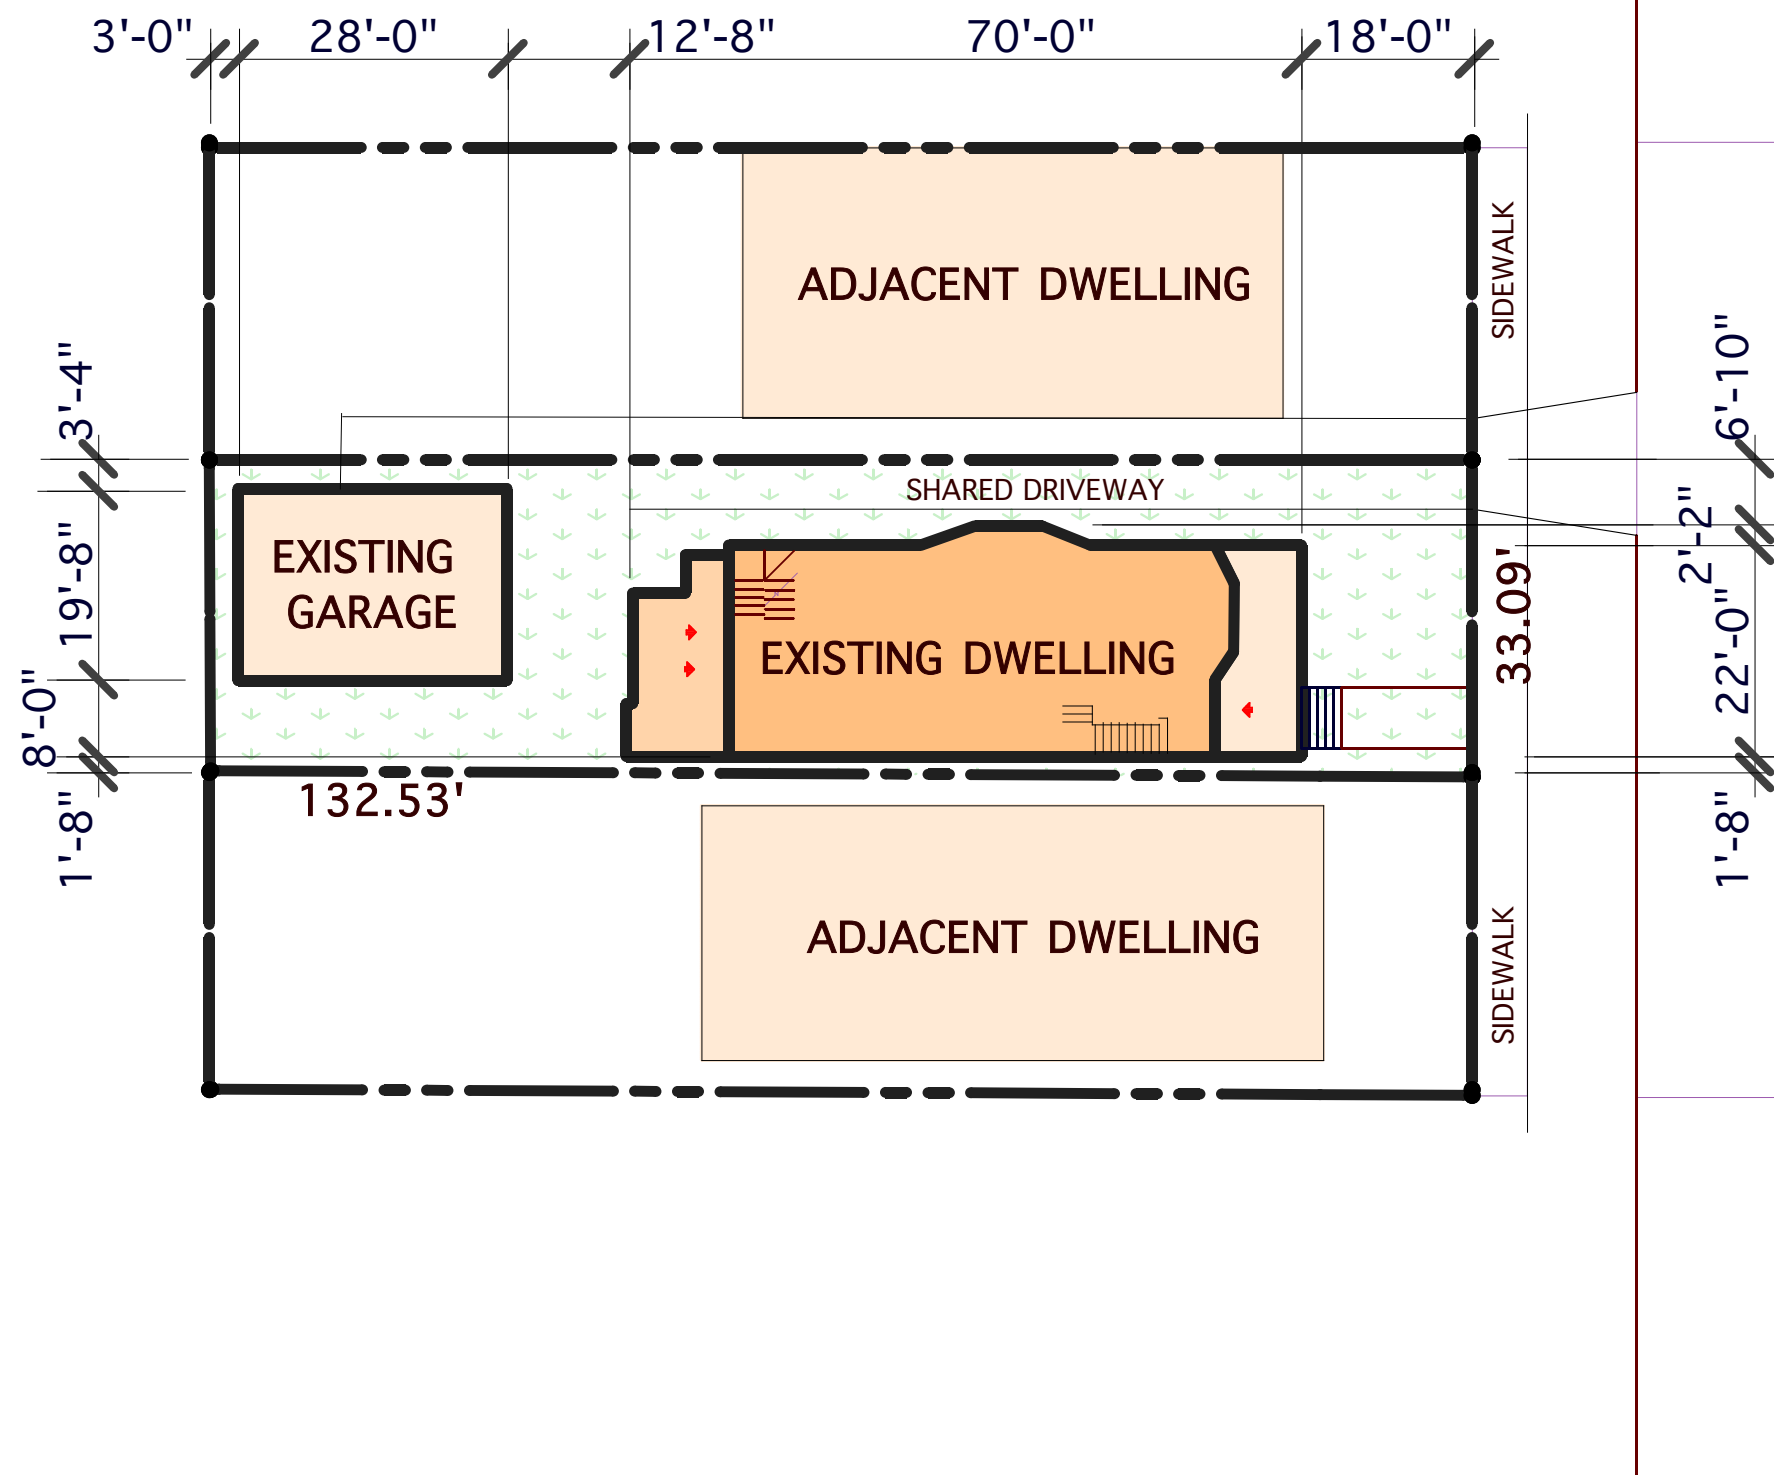 3'-0"
28'-0"
12'-8"
70'-0"
18'-0"
ADJACENT DWELLING
SIDEWALK
3'-4"
6'-10"
SHARED DRIVEWAY
2'-2"
19'-8"
EXISTING
GARAGE
33.09'
22'-0"
EXISTING DWELLING
8'-0"
132.53'
1'-8"
1'-8"
ADJACENT DWELLING
SIDEWALK